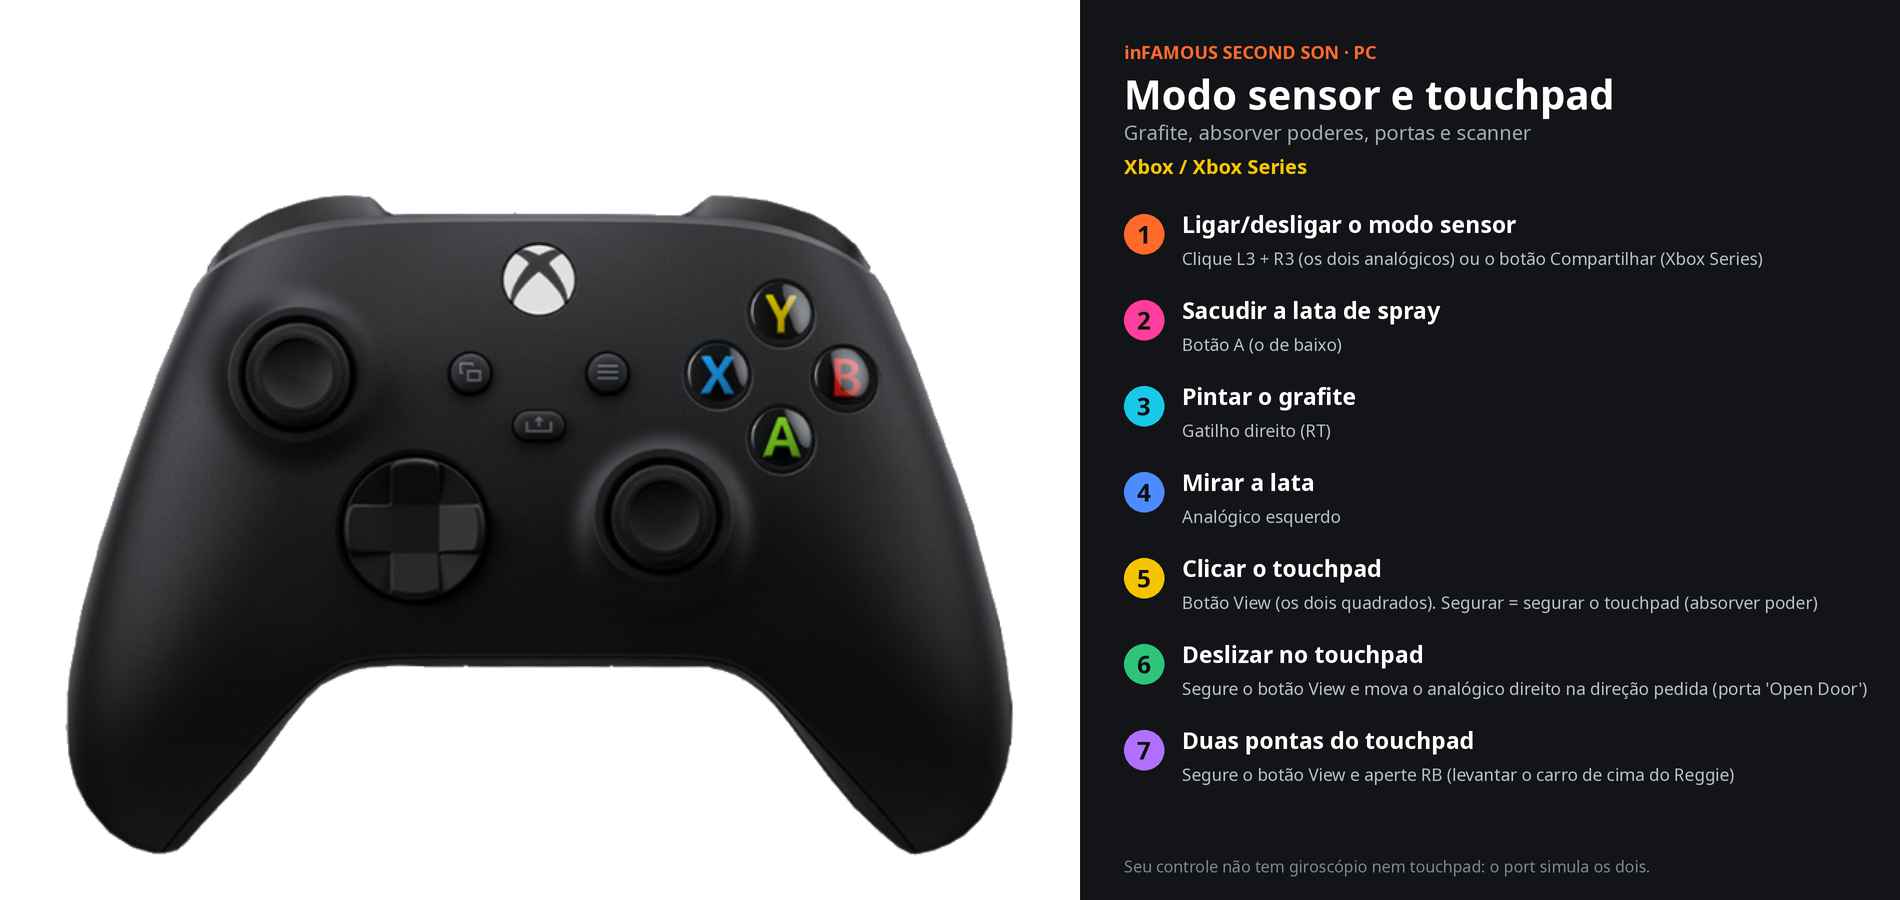 Y
X
B
A
inFAMOUS SECOND SON · PC
Modo sensor e touchpad
Grafite, absorver poderes, portas e scanner
Xbox / Xbox Series
1 Ligar/desligar o modo sensor
Clique L3 + R3 (os dois analógicos) ou o botão Compartilhar (Xbox Series)
2 Sacudir a lata de spray
Botão A (o de baixo)
3 Pintar o grafite
Gatilho direito (RT)
4 Mirar a lata
Analógico esquerdo
5 Clicar o touchpad
Botão View (os dois quadrados). Segurar = segurar o touchpad (absorver poder)
6 Deslizar no touchpad
Segure o botão View e mova o analógico direito na direção pedida (porta 'Open Door')
7 Duas pontas do touchpad
Segure o botão View e aperte RB (levantar o carro de cima do Reggie)
Seu controle não tem giroscópio nem touchpad: o port simula os dois.